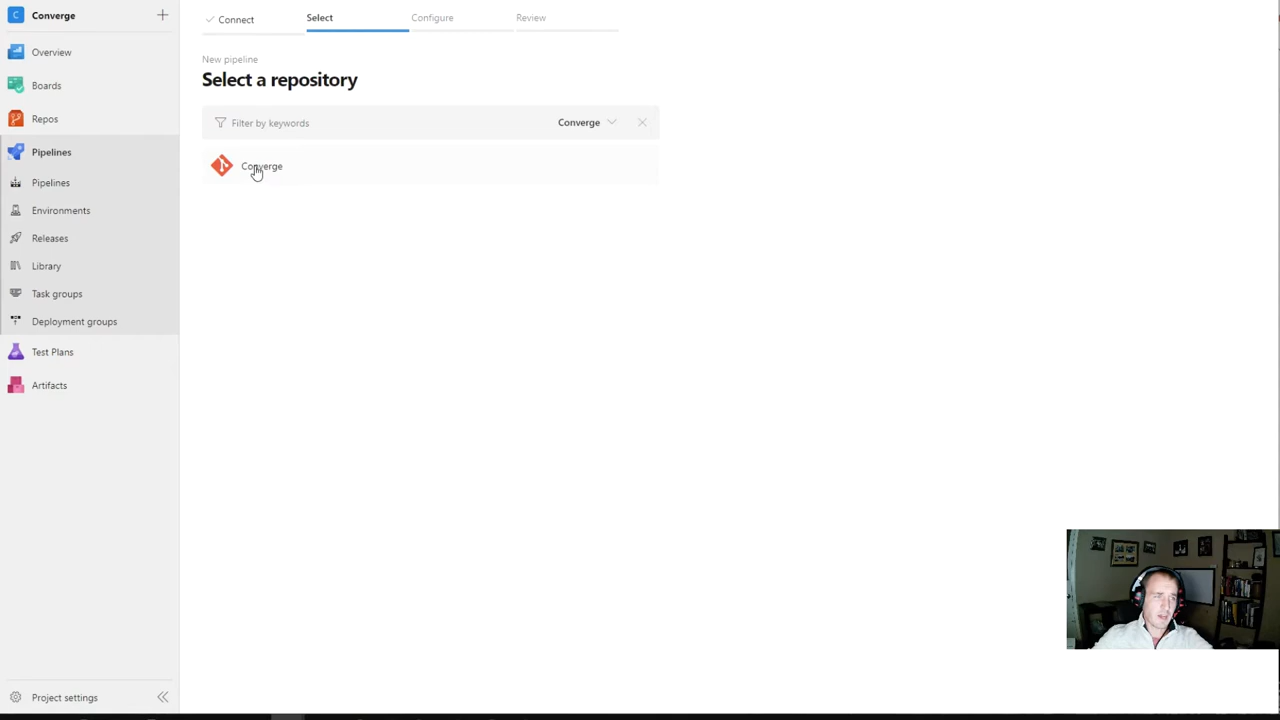 C Converge
Overview
Boards
Repos
Pipelines
Pipelines
Environments
Releases
Library
Task groups
Deployment groups
Test Plans
Artifacts
Project settings
Connect
Select
Configure
Review
New pipeline
Select a repository
Filter by keywords
Converge
Converge